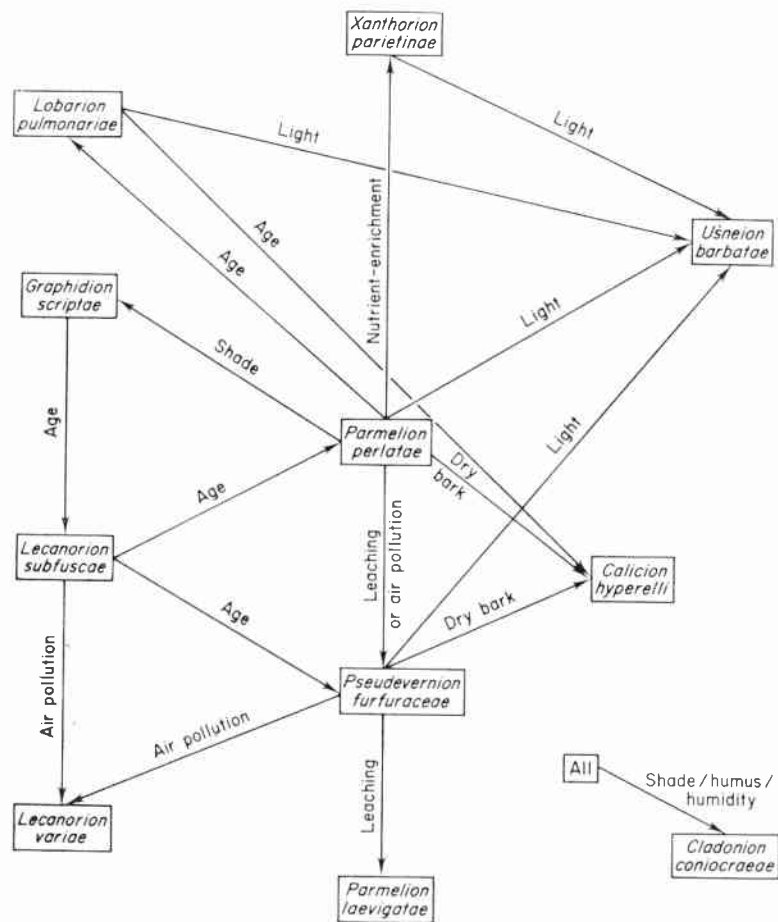 Xanthorion
parietinae
Lobarion
pulmonariae
Light
Light
Age
Age
Nutrient-enrichment
Usneion
barbatae
Graphidion
scriptae
Light
Shade
Light
Age
Parmelion
perlatae
Dry
bark
Age
Lecanorion
subfuscae
Leaching
or air pollution
Calicion
hyperelli
Age
Dry bark
Air pollution
Pseudevernion
furfuraceae
Air pollution
All
Shade/humus/
humidity
Leaching
Lecanorion
variae
Cladonion
coniocraeae
Parmelion
laevigatae